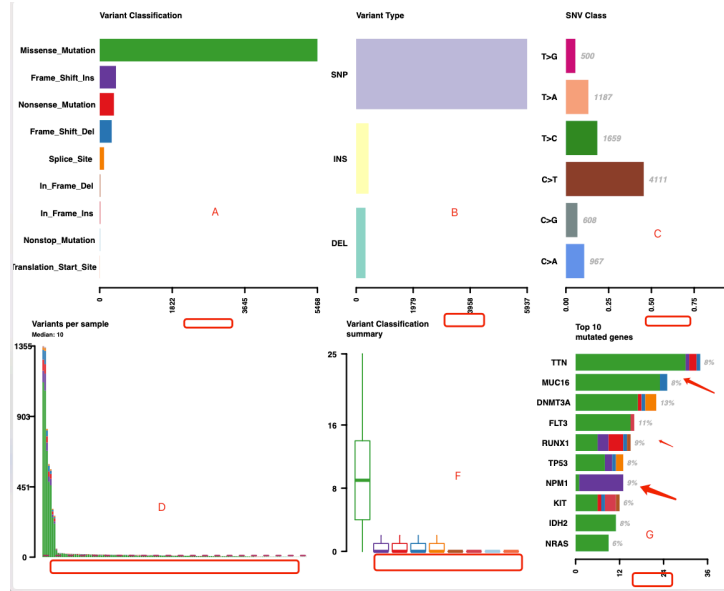 Variant Classification
Missense_Mutation
Frame_Shift_Ins
Nonsense_Mutation
Frame_Shift_Del
Splice_Site
In_Frame_Del
In_Frame_Ins
Nonstop_Mutation
Translation_Start_Site
A
0
1822
3645
5468
Variant Type
SNP
INS
DEL
B
0
1979
3958
5937
SNV Class
T>G
500
T>A
1187
T>C
1659
C>T
4111
C>G
608
C>A
967
C
0.00
0.25
0.50
0.75
Variants per sample
Median: 10
1355
903
451
0
D
Variant Classification
summary
25
16
8
0
F
Top 10
mutated genes
TTN 8%
MUC16 8%
DNMT3A 13%
FLT3 11%
RUNX1 9%
TP53 8%
NPM1 9%
KIT 6%
IDH2 8%
NRAS 8%
G
0
12
24
36